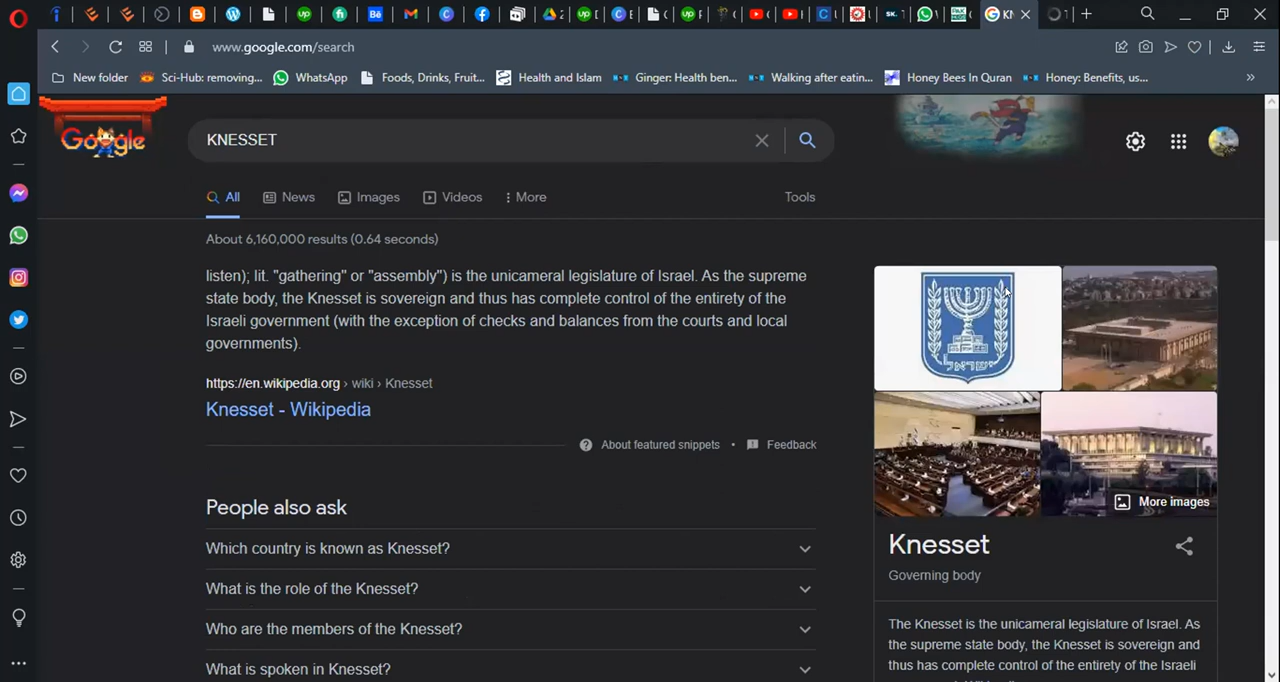 www.google.com/search
New folder
Sci-Hub: removing...
WhatsApp
Foods, Drinks, Fruit...
Health and Islam
Ginger: Health ben...
Walking after eatin...
Honey Bees In Quran
Honey: Benefits, us...
Google
KNESSET
All
News
Images
Videos
More
Tools
About 6,160,000 results (0.64 seconds)
listen); lit. "gathering" or "assembly") is the unicameral legislature of Israel. As the supreme
state body, the Knesset is sovereign and thus has complete control of the entirety of the
Israeli government (with the exception of checks and balances from the courts and local
governments).
https://en.wikipedia.org › wiki › Knesset
Knesset - Wikipedia
About featured snippets • Feedback
People also ask
Which country is known as Knesset?
What is the role of the Knesset?
Who are the members of the Knesset?
What is spoken in Knesset?
ישראל
More images
Knesset
Governing body
The Knesset is the unicameral legislature of Israel. As
the supreme state body, the Knesset is sovereign and
thus has complete control of the entirety of the Israeli